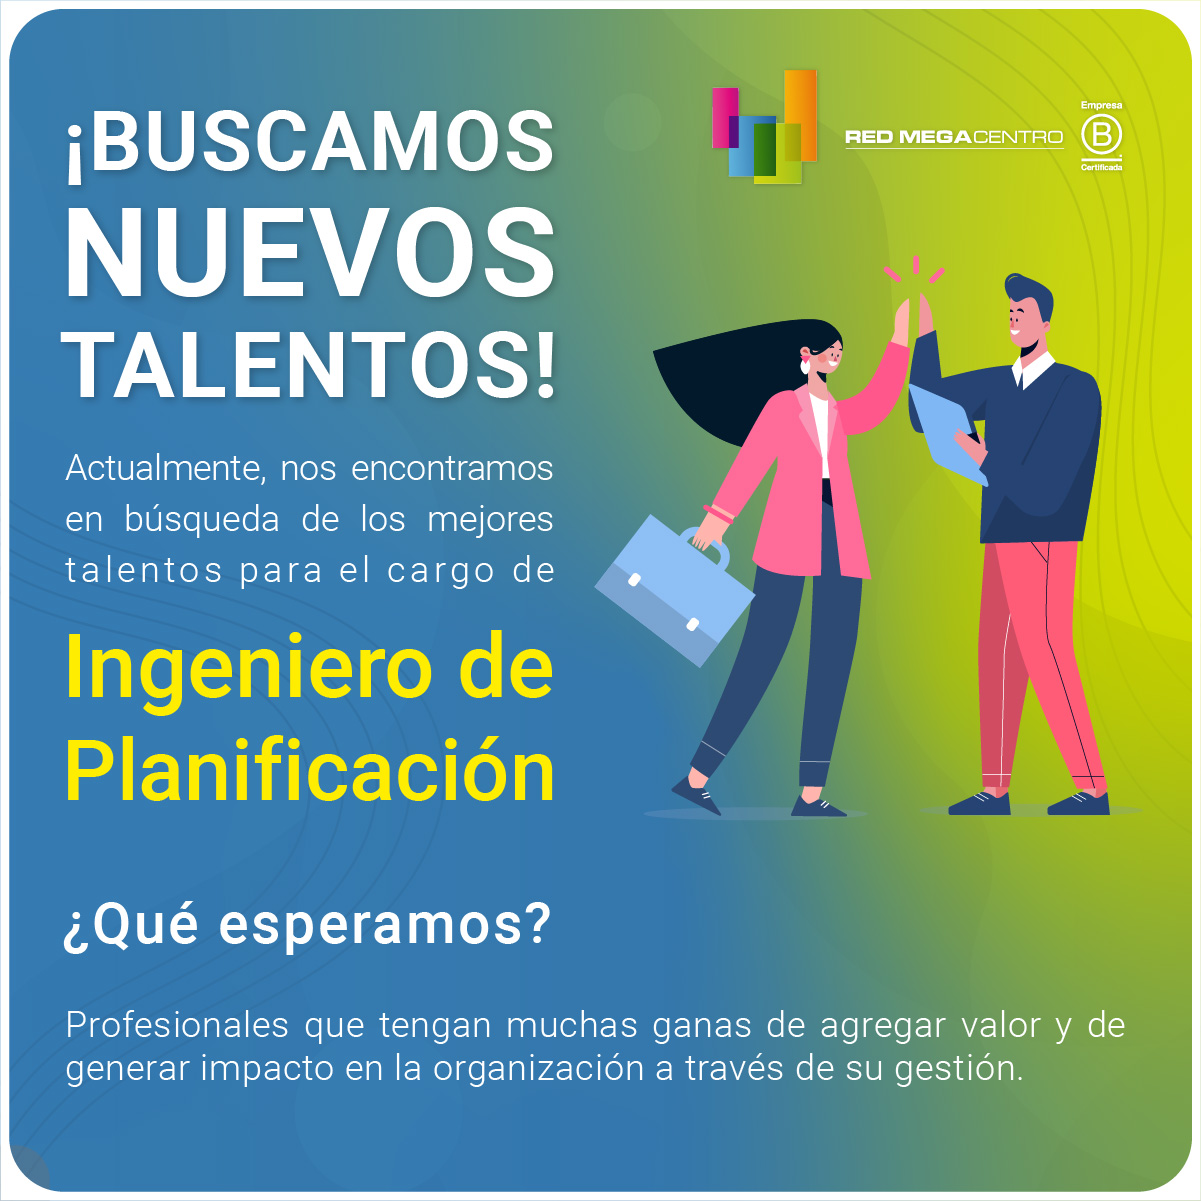 ¡BUSCAMOS
NUEVOS
TALENTOS!
RED MEGACENTRO
Empresa
B
Certificada
Actualmente, nos encontramos
en búsqueda de los mejores
talentos para el cargo de
Ingeniero de
Planificación
¿Qué esperamos?
Profesionales que tengan muchas ganas de agregar valor y de
generar impacto en la organización a través de su gestión.